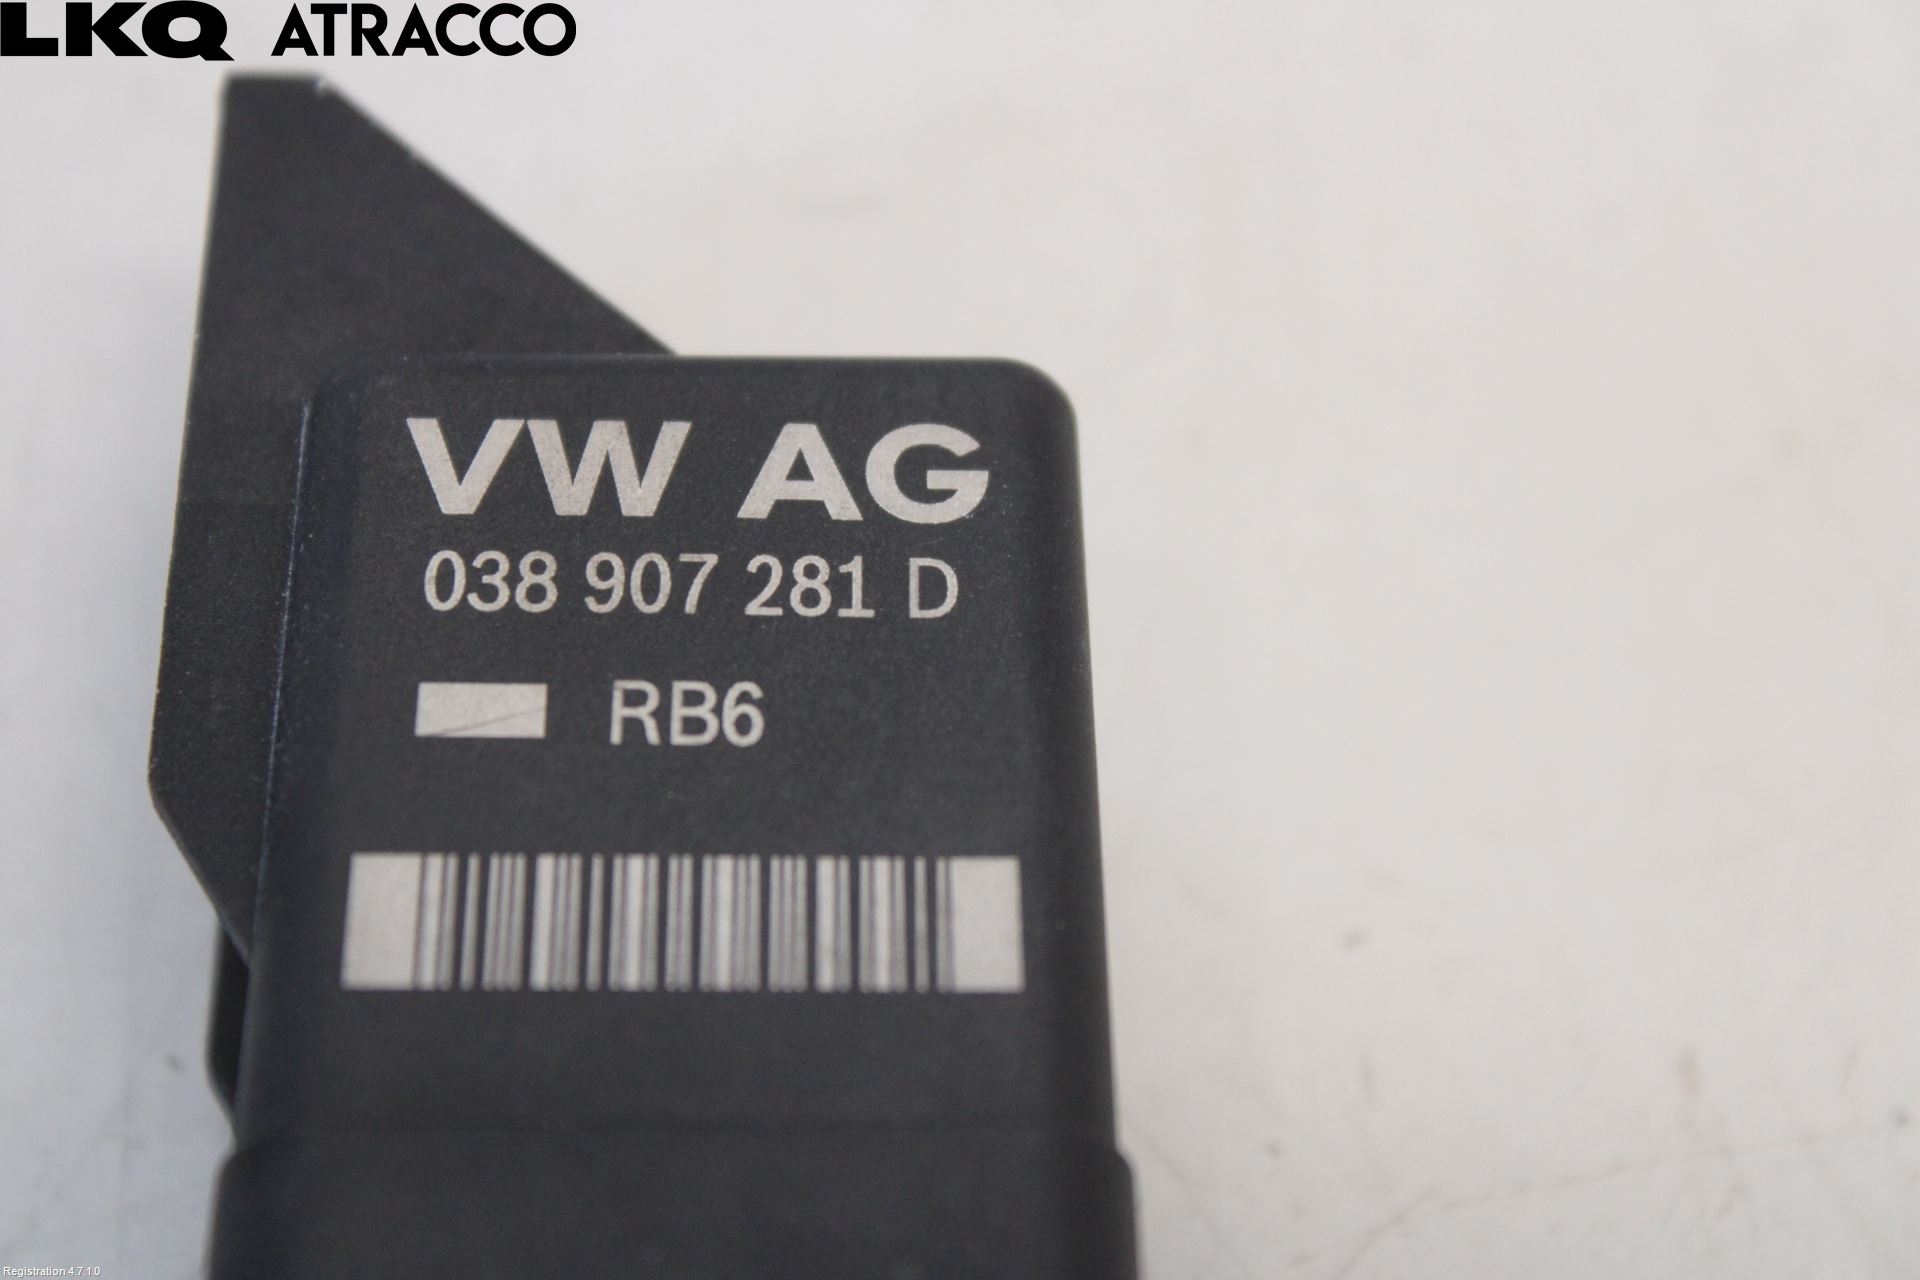 LKQ ATRACCO
VW AG
038 907 281 D
RB6
Registration 4.7.1.0